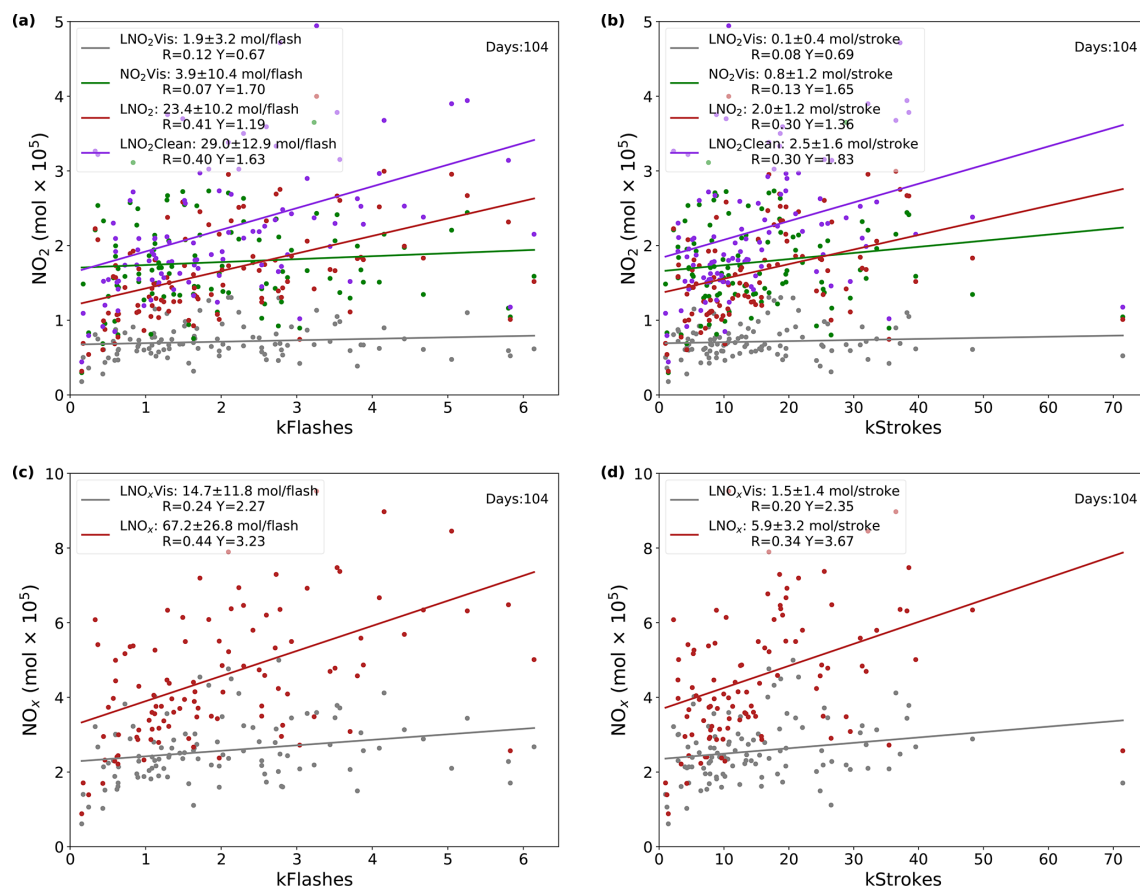 (a)
NO₂ (mol × 10⁵)
5
4
3
2
1
0
LNO₂Vis: 1.9±3.2 mol/flash
R=0.12 Y=0.67
NO₂Vis: 3.9±10.4 mol/flash
R=0.07 Y=1.70
LNO₂: 23.4±10.2 mol/flash
R=0.41 Y=1.19
LNO₂Clean: 29.0±12.9 mol/flash
R=0.40 Y=1.63
Days:104
0 1 2 3 4 5 6
kFlashes
(b)
NO₂ (mol × 10⁵)
5
4
3
2
1
0
LNO₂Vis: 0.1±0.4 mol/stroke
R=0.08 Y=0.69
NO₂Vis: 0.8±1.2 mol/stroke
R=0.13 Y=1.65
LNO₂: 2.0±1.2 mol/stroke
R=0.30 Y=1.36
LNO₂Clean: 2.5±1.6 mol/stroke
R=0.30 Y=1.83
Days:104
0 10 20 30 40 50 60 70
kStrokes
(c)
NOₓ (mol × 10⁵)
10
8
6
4
2
0
LNOₓVis: 14.7±11.8 mol/flash
R=0.24 Y=2.27
LNOₓ: 67.2±26.8 mol/flash
R=0.44 Y=3.23
Days:104
0 1 2 3 4 5 6
kFlashes
(d)
NOₓ (mol × 10⁵)
10
8
6
4
2
0
LNOₓVis: 1.5±1.4 mol/stroke
R=0.20 Y=2.35
LNOₓ: 5.9±3.2 mol/stroke
R=0.34 Y=3.67
Days:104
0 10 20 30 40 50 60 70
kStrokes